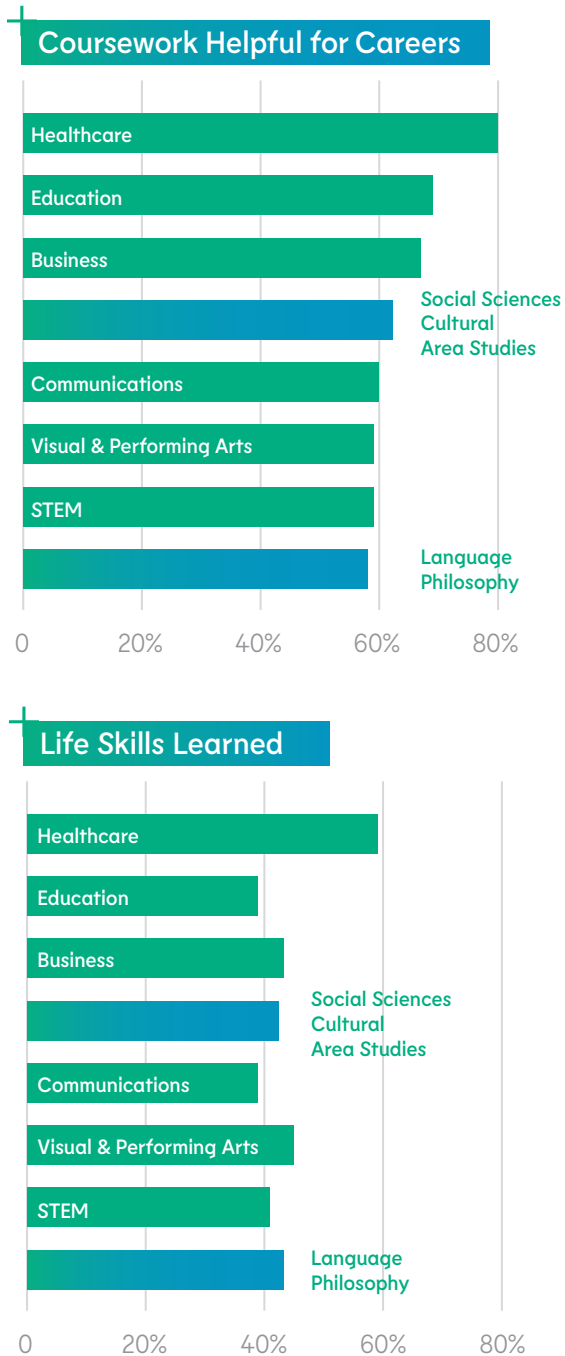 Coursework Helpful for Careers
Healthcare
Education
Business
Social Sciences
Cultural
Area Studies
Communications
Visual & Performing Arts
STEM
Language
Philosophy
0 20% 40% 60% 80%
Life Skills Learned
Healthcare
Education
Business
Social Sciences
Cultural
Area Studies
Communications
Visual & Performing Arts
STEM
Language
Philosophy
0 20% 40% 60% 80%